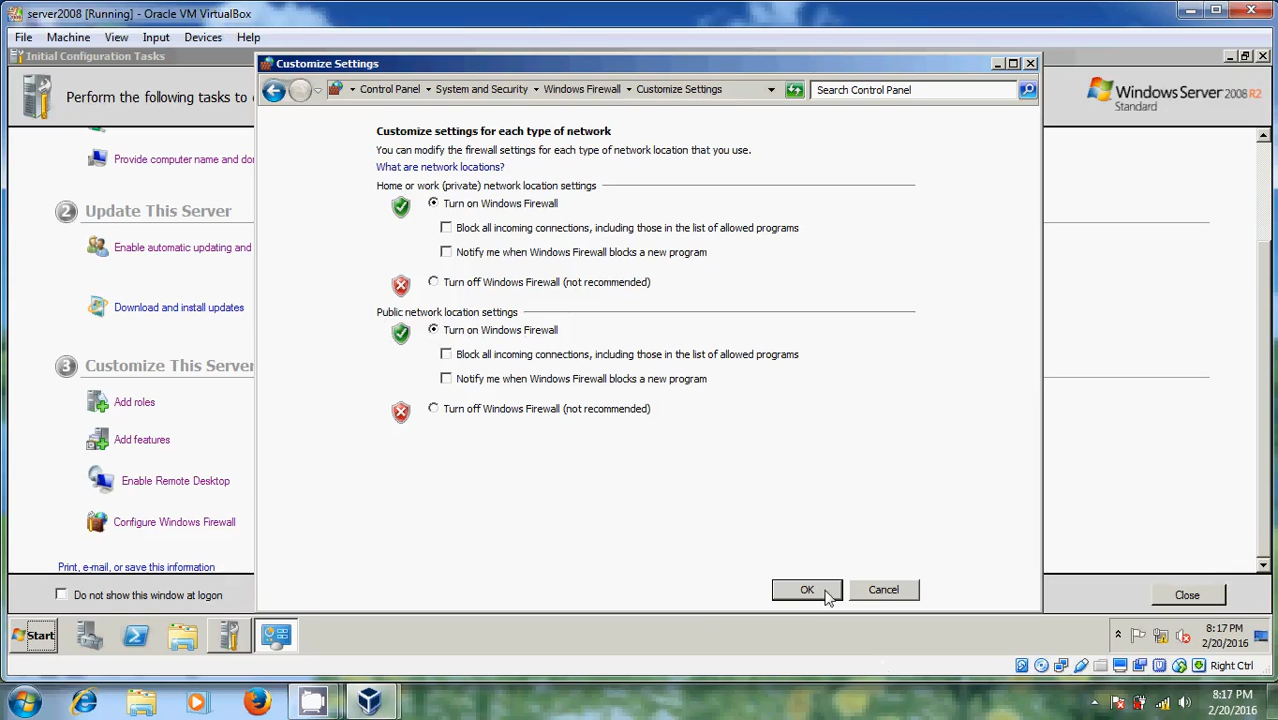 server2008 [Running] - Oracle VM VirtualBox
File Machine View Input Devices Help
Initial Configuration Tasks
Customize Settings
Perform the following tasks to
Control Panel System and Security Windows Firewall Customize Settings
Search Control Panel
Windows Server 2008 R2
Standard
Provide computer name and do
2 Update This Server
Enable automatic updating and
Download and install updates
3 Customize This Server
Add roles
Add features
Enable Remote Desktop
Configure Windows Firewall
Print, e-mail, or save this information
Do not show this window at logon
Customize settings for each type of network
You can modify the firewall settings for each type of network location that you use.
What are network locations?
Home or work (private) network location settings
Turn on Windows Firewall
Block all incoming connections, including those in the list of allowed programs
Notify me when Windows Firewall blocks a new program
Turn off Windows Firewall (not recommended)
Public network location settings
Turn on Windows Firewall
Block all incoming connections, including those in the list of allowed programs
Notify me when Windows Firewall blocks a new program
Turn off Windows Firewall (not recommended)
OK
Cancel
Close
Start
8:17 PM
2/20/2016
Right Ctrl
8:17 PM
2/20/2016